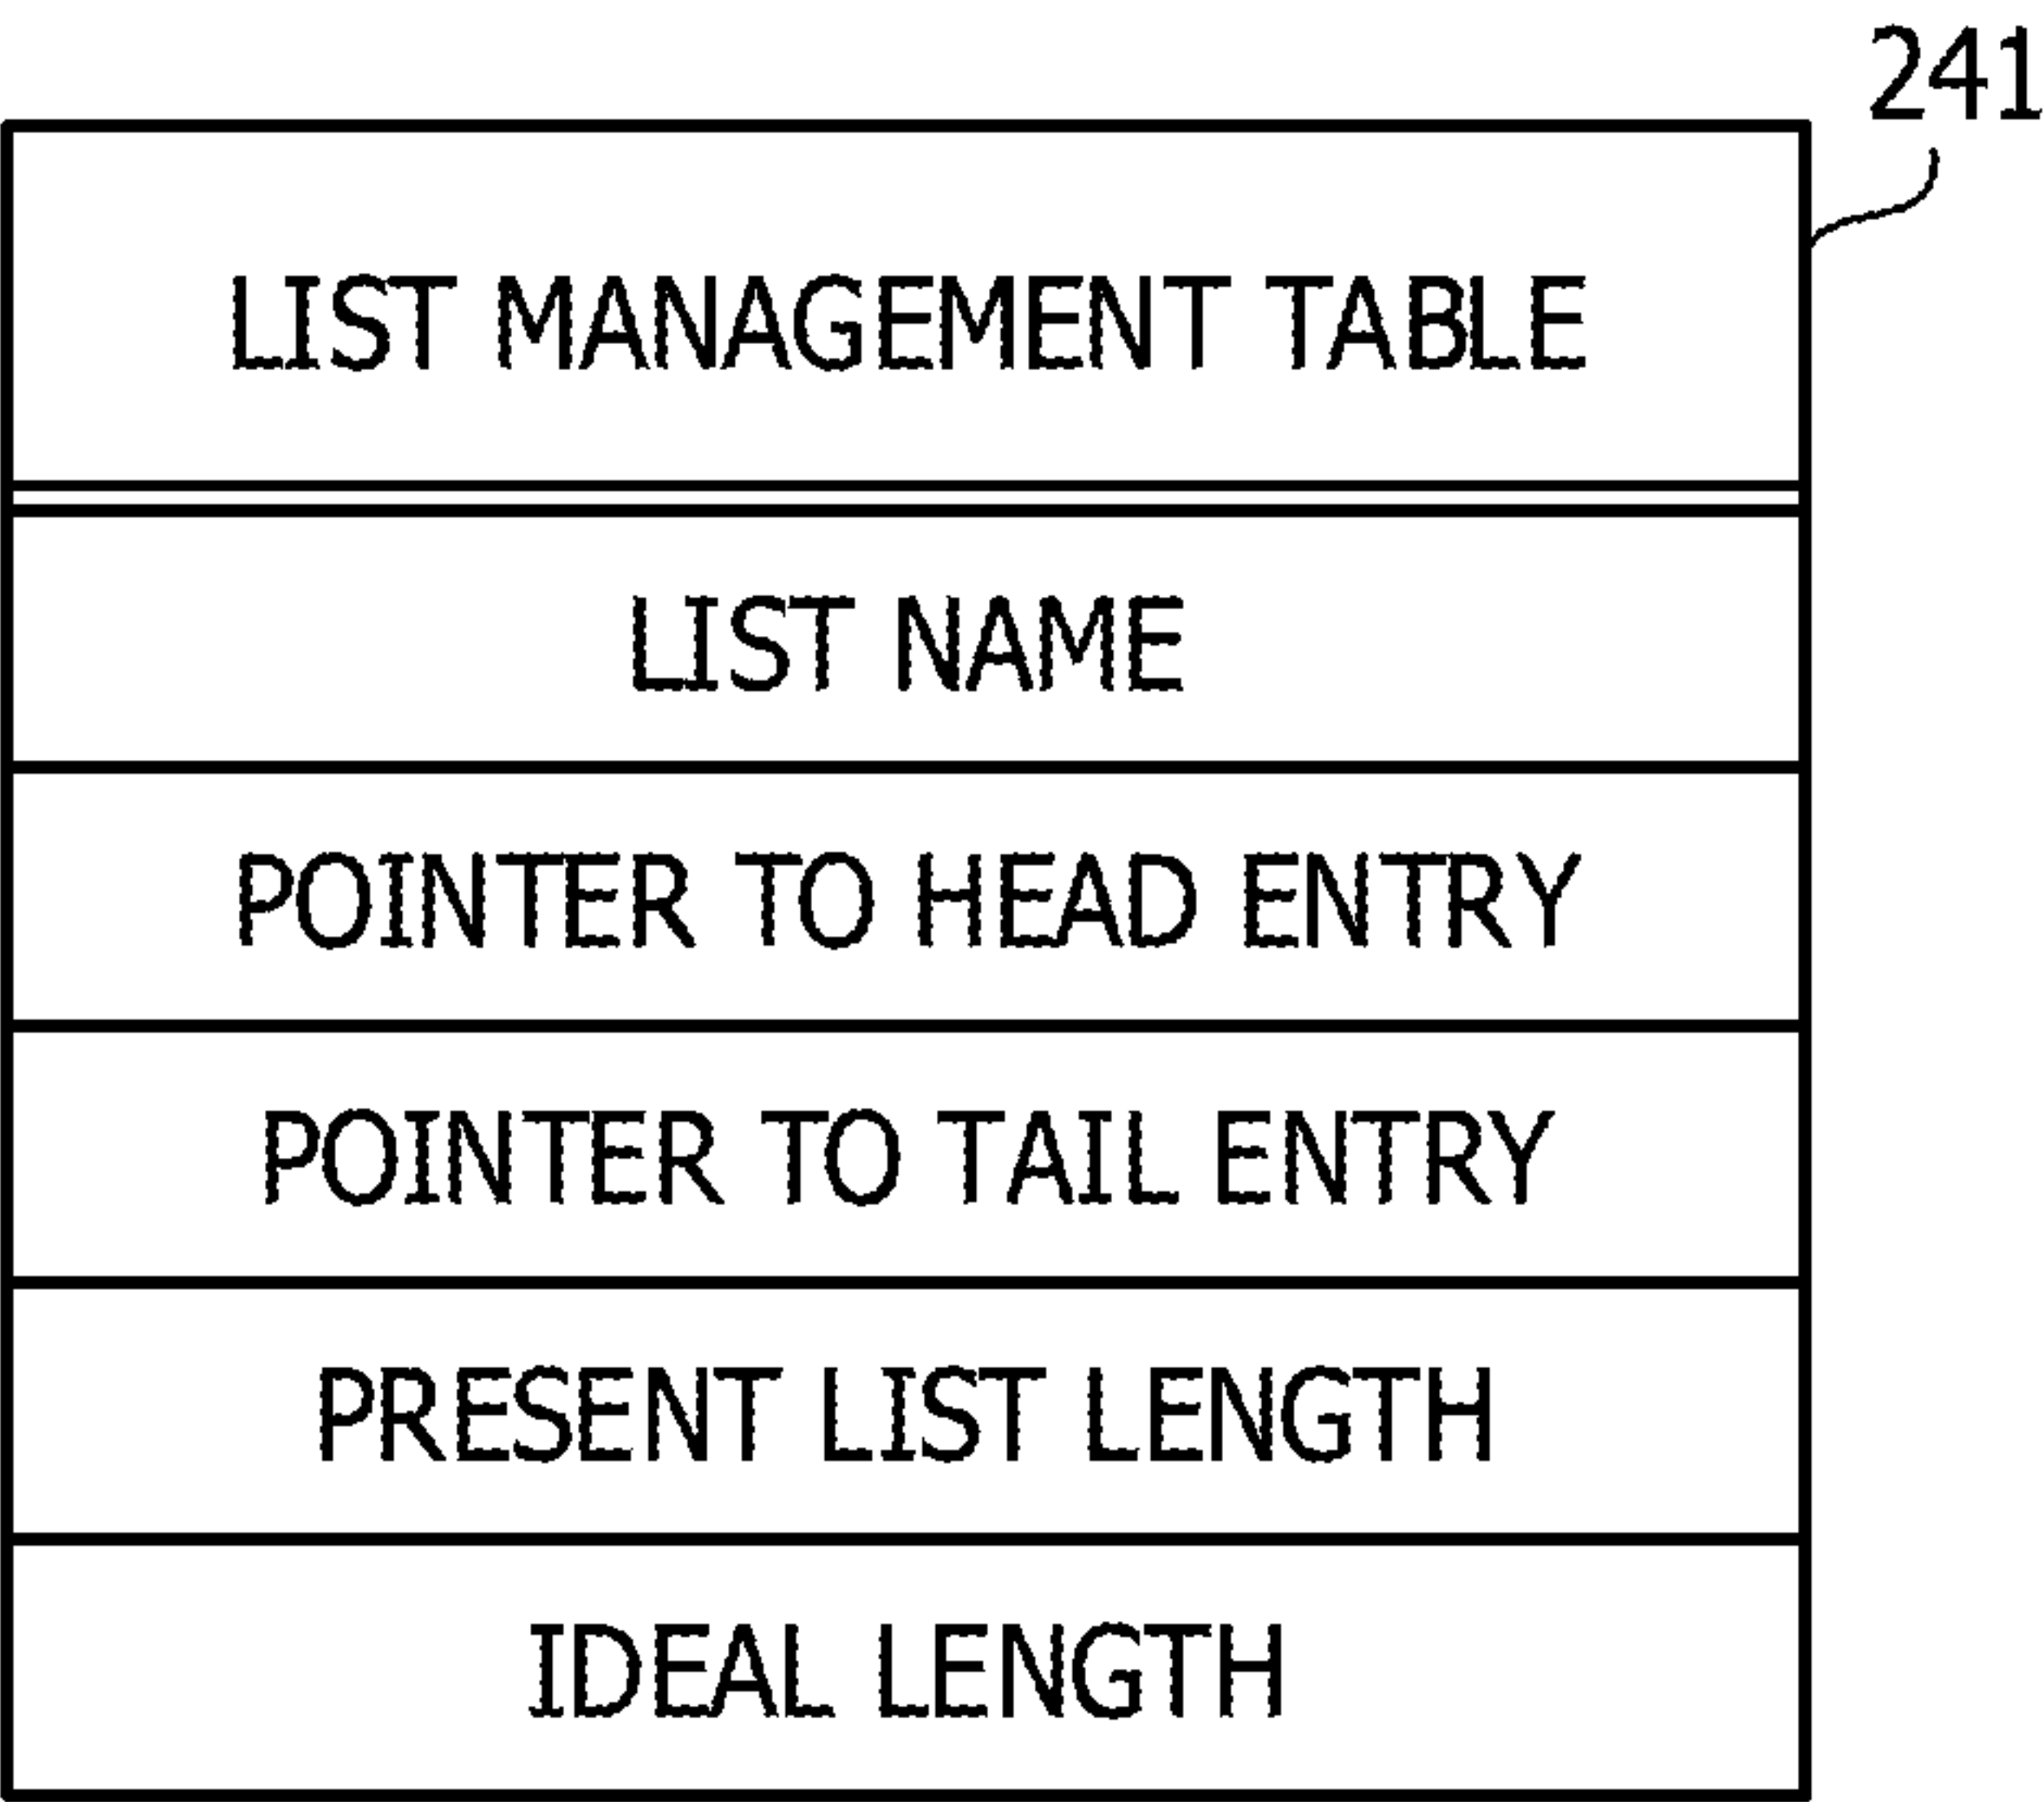 241
LIST MANAGEMENT TABLE
LIST NAME
POINTER TO HEAD ENTRY
POINTER TO TAIL ENTRY
PRESENT LIST LENGTH
IDEAL LENGTH